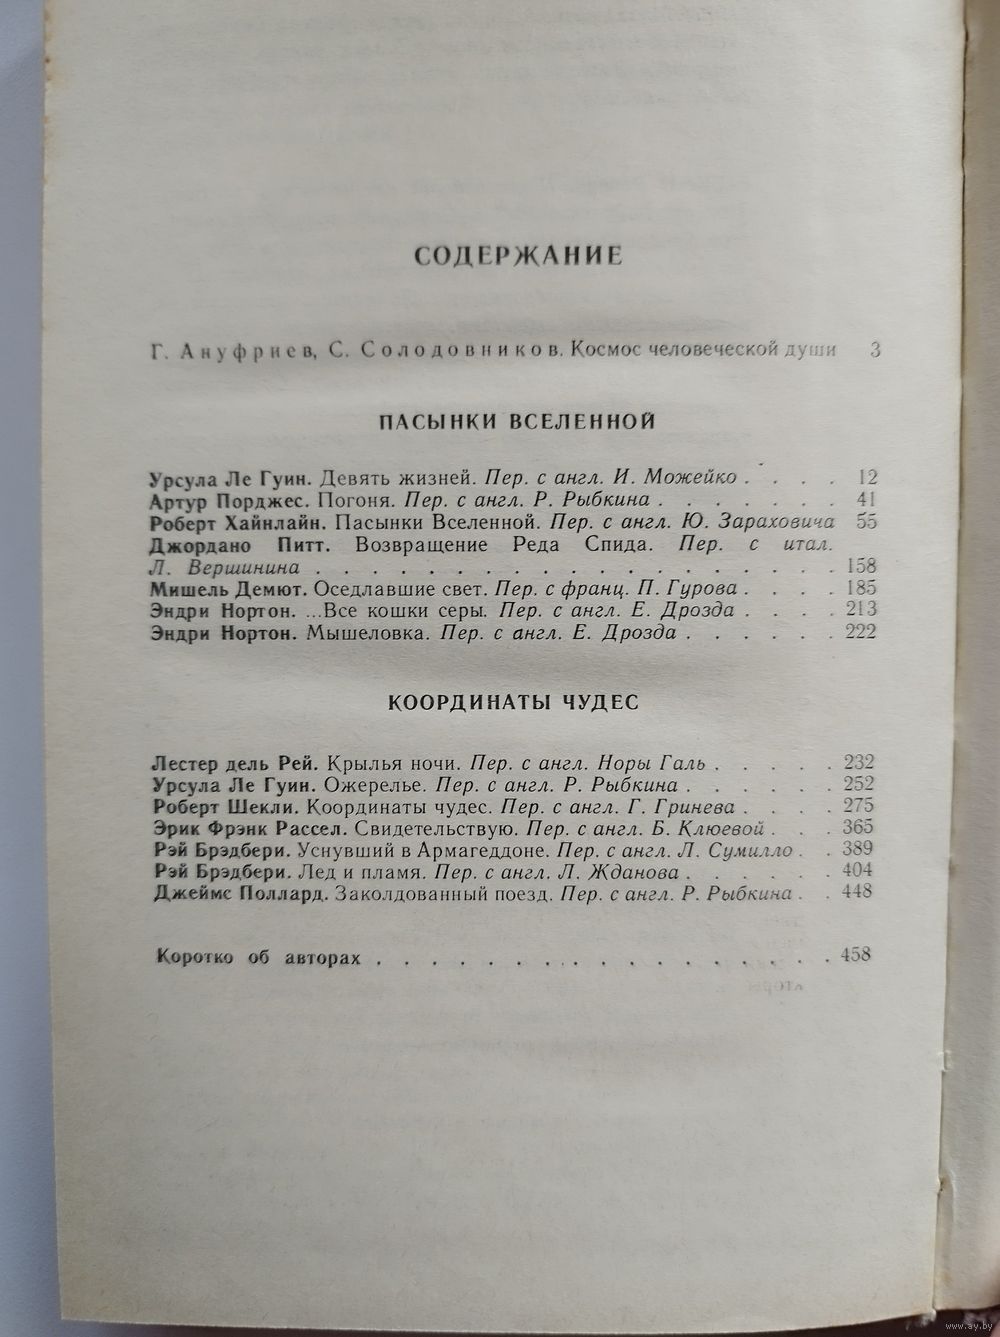 СОДЕРЖАНИЕ
Г. Ануфриев, С. Солодовников. Космос человеческой души 3
ПАСЫНКИ ВСЕЛЕННОЙ
Урсула Ле Гуин. Девять жизней. Пер. с англ. И. Можейко . . . . 12
Артур Порджес. Погоня. Пер. с англ. Р. Рыбкина . . . . . . . 41
Роберт Хайнлайн. Пасынки Вселенной. Пер. с англ. Ю. Зараховича 55
Джордано Питт. Возвращение Реда Спида. Пер. с итал.
Л. Вершинина . . . . . . . . . . . . . . . . . . . 158
Мишель Демют. Оседлавшие свет. Пер. с франц. П. Гурова . . . . 185
Эндри Нортон. ...Все кошки серы. Пер. с англ. Е. Дрозда . . . . 213
Эндри Нортон. Мышеловка. Пер. с англ. Е. Дрозда . . . . . . 222
КООРДИНАТЫ ЧУДЕС
Лестер дель Рей. Крылья ночи. Пер. с англ. Норы Галь . . . . . 232
Урсула Ле Гуин. Ожерелье. Пер. с англ. Р. Рыбкина . . . . . . 252
Роберт Шекли. Координаты чудес. Пер. с англ. Г. Гринева . . . . 275
Эрик Фрэнк Рассел. Свидетельствую. Пер. с англ. Б. Клюевой . . . 365
Рэй Брэдбери. Уснувший в Армагеддоне. Пер. с англ. Л. Сумилло . . 389
Рэй Брэдбери. Лед и пламя. Пер. с англ. Л. Жданова . . . . . . 404
Джеймс Поллард. Заколдованный поезд. Пер. с англ. Р. Рыбкина . . 448
Коротко об авторах . . . . . . . . . . . . . . . . . 458
www.ay.by